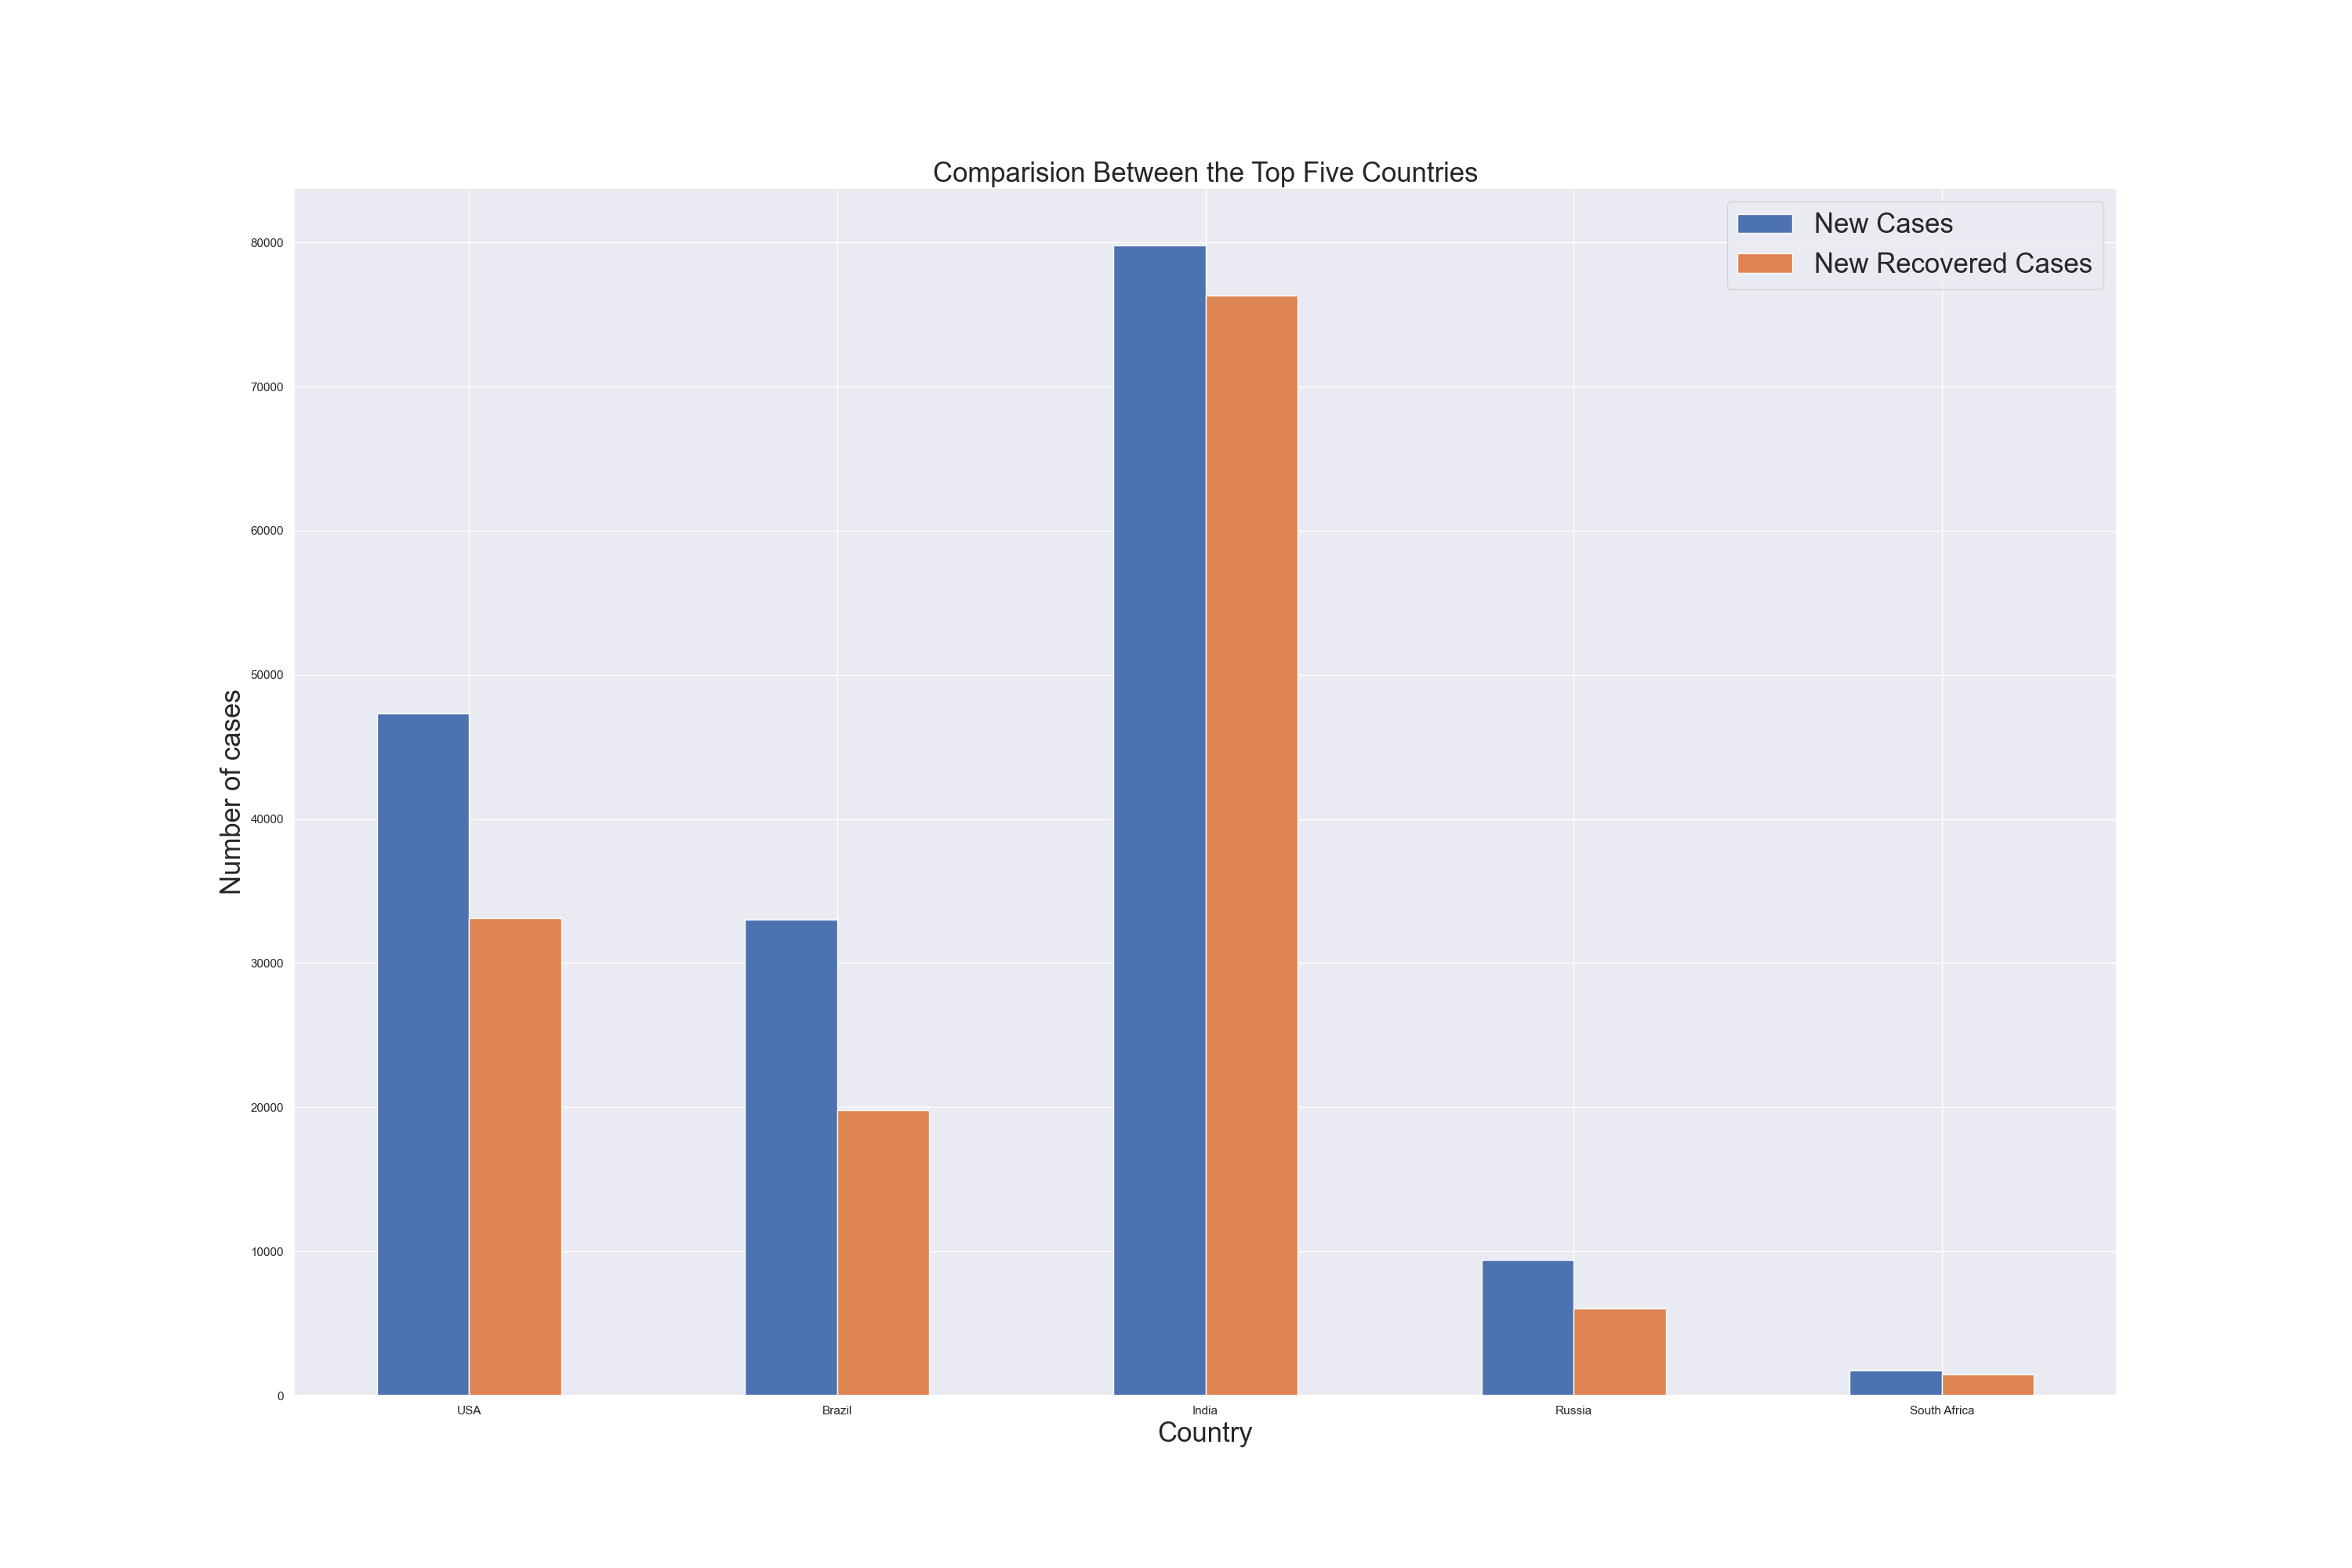 Comparision Between the Top Five Countries
New Cases
New Recovered Cases
80000
70000
60000
50000
40000
30000
20000
10000
0
Number of cases
USA
Brazil
India
Russia
South Africa
Country